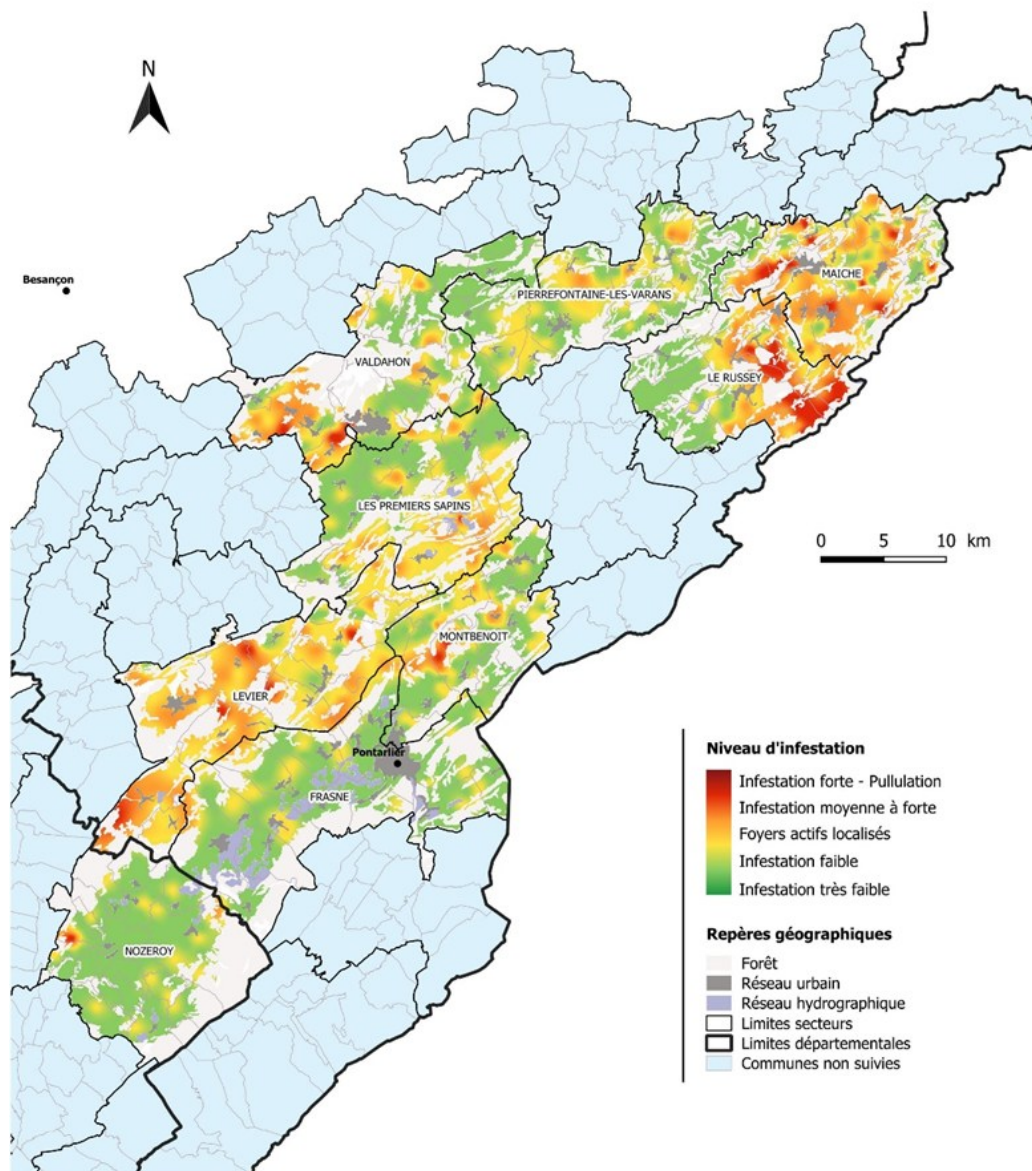 N
Besançon
MAICHE
PIERREFONTAINE-LES-VARANS
VALDAHON
LE RUSSEY
LES PREMIERS SAPINS
0 5 10 km
MONTBENOIT
LEVIER
Pontarlier
FRASNE
NOZEROY
Niveau d'infestation
Infestation forte - Pullulation
Infestation moyenne à forte
Foyers actifs localisés
Infestation faible
Infestation très faible
Repères géographiques
Forêt
Réseau urbain
Réseau hydrographique
Limites secteurs
Limites départementales
Communes non suivies